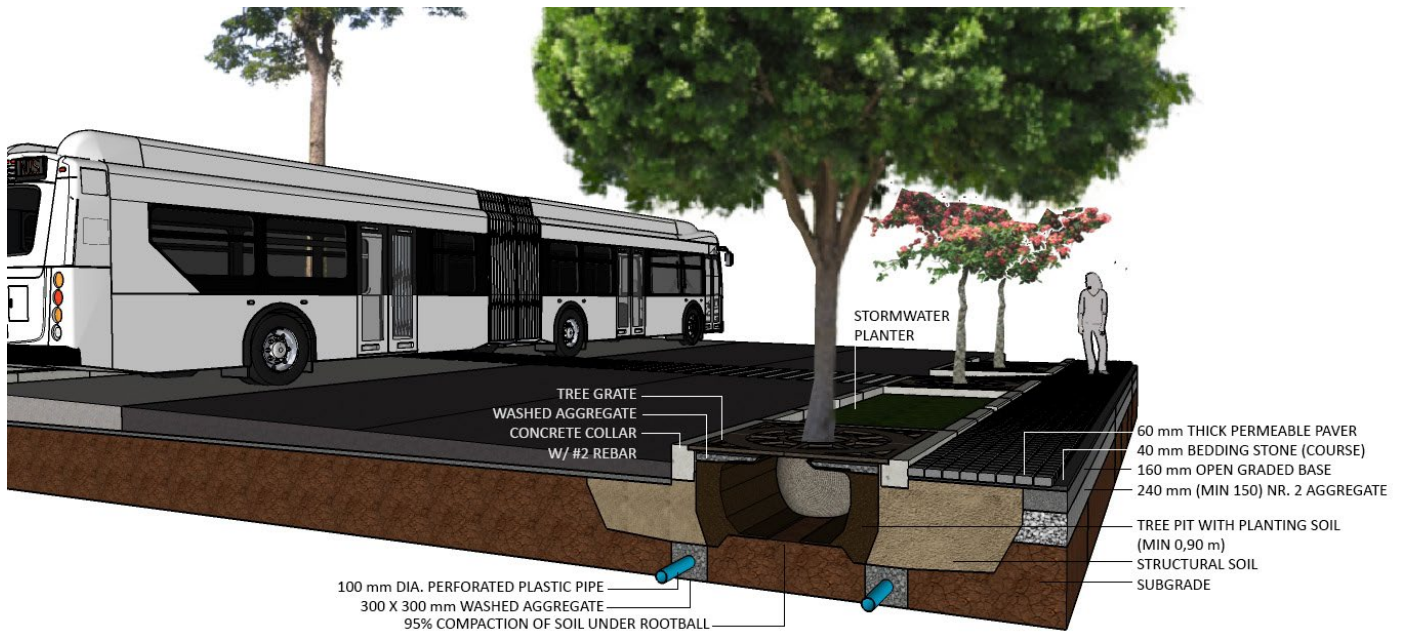 STORMWATER
PLANTER
TREE GRATE
WASHED AGGREGATE
CONCRETE COLLAR
W/ #2 REBAR
60 mm THICK PERMEABLE PAVER
40 mm BEDDING STONE (COURSE)
160 mm OPEN GRADED BASE
240 mm (MIN 150) NR. 2 AGGREGATE
TREE PIT WITH PLANTING SOIL
(MIN 0,90 m)
STRUCTURAL SOIL
SUBGRADE
100 mm DIA. PERFORATED PLASTIC PIPE
300 X 300 mm WASHED AGGREGATE
95% COMPACTION OF SOIL UNDER ROOTBALL